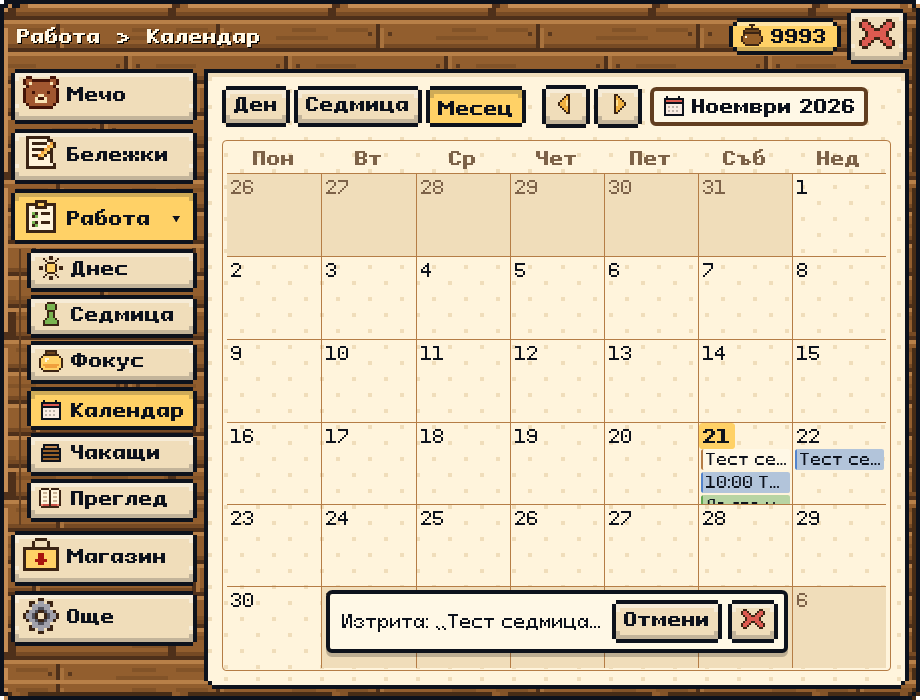 Работа > Календар
9993
Мечо
Бележки
Работа
Днес
Седмица
Фокус
Календар
Чакащи
Преглед
Магазин
Още
Ден Седмица Месец Ноември 2026
Пон Вт Ср Чет Пет Съб Нед
26 27 28 29 30 31 1
2 3 4 5 6 7 8
9 10 11 12 13 14 15
16 17 18 19 20 21 22
Тест се... Тест се...
10:00 Т...
23 24 25 26 27 28 29
30 6
Изтрита: „Тест седмица... Отмени